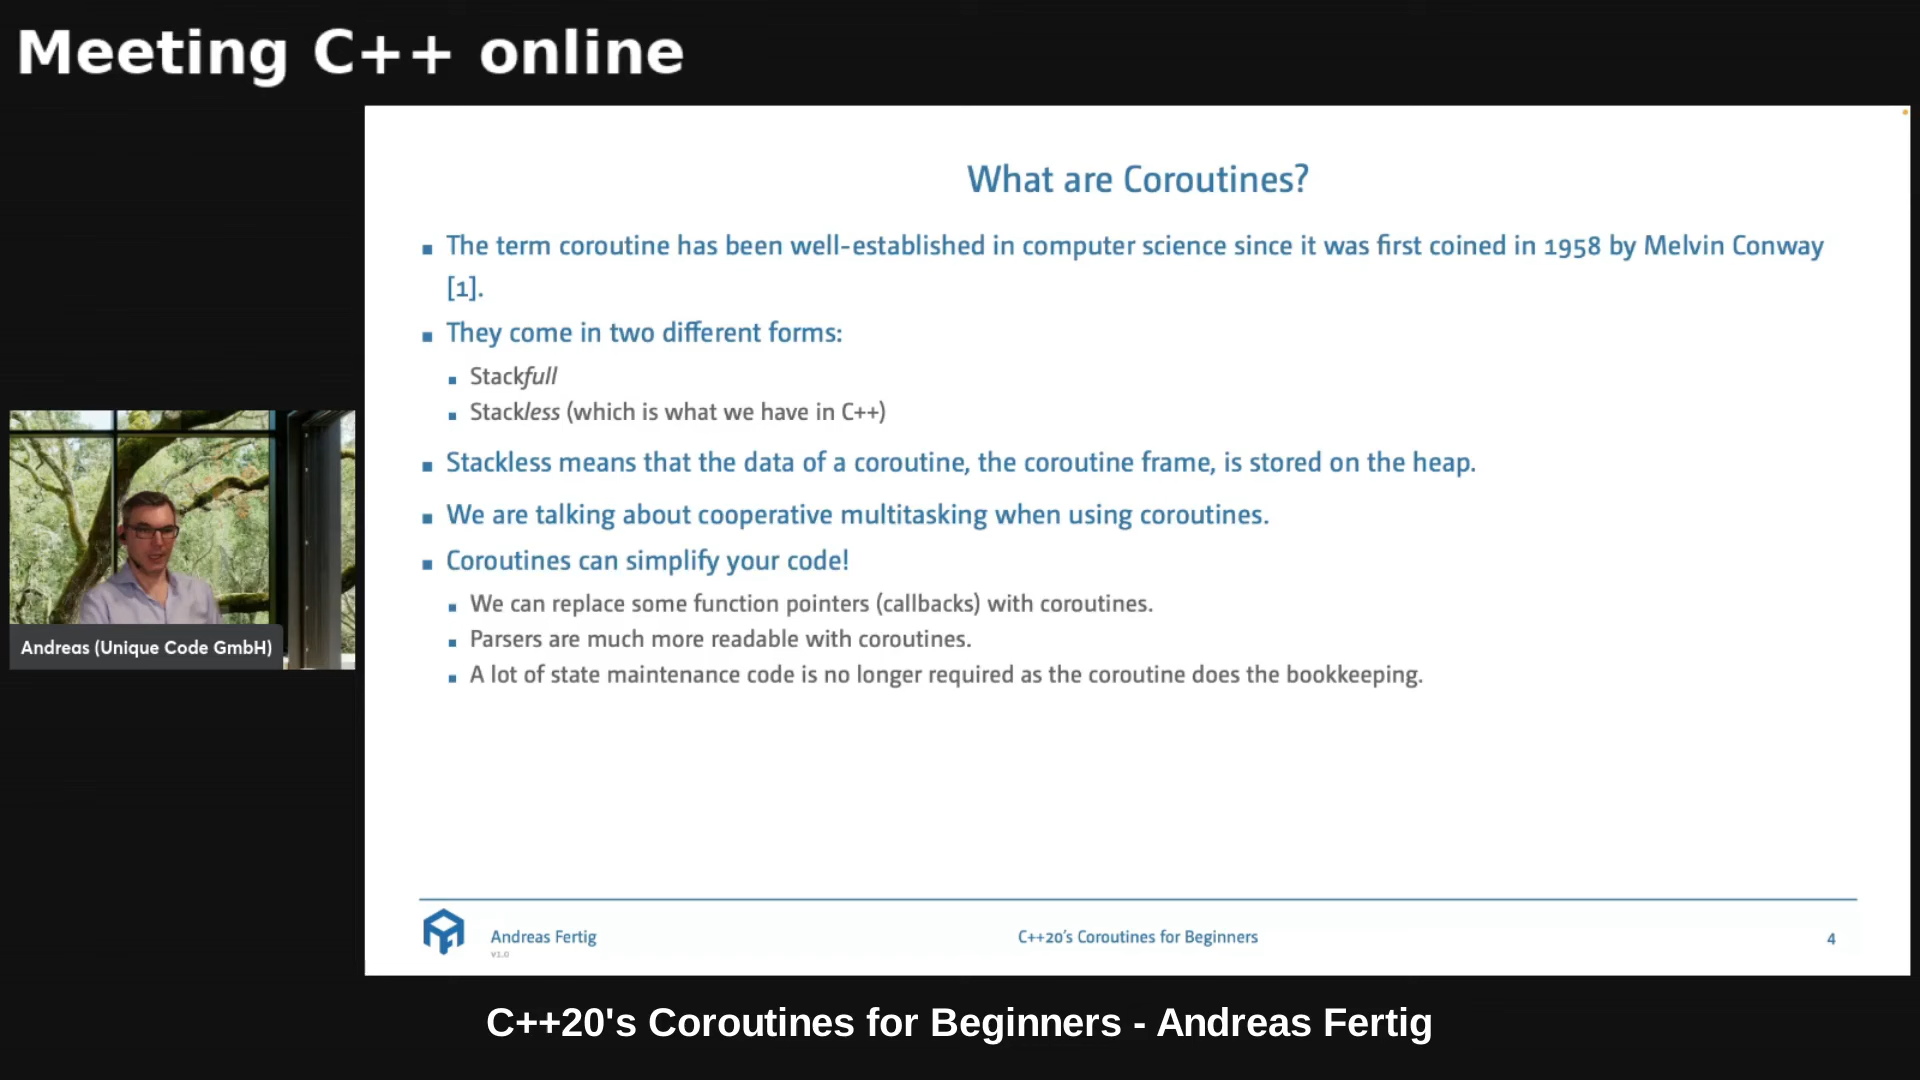 Meeting C++ online
What are Coroutines?
▪ The term coroutine has been well-established in computer science since it was first coined in 1958 by Melvin Conway
[1].
▪ They come in two different forms:
▪ Stackfull
▪ Stackless (which is what we have in C++)
▪ Stackless means that the data of a coroutine, the coroutine frame, is stored on the heap.
▪ We are talking about cooperative multitasking when using coroutines.
▪ Coroutines can simplify your code!
▪ We can replace some function pointers (callbacks) with coroutines.
▪ Parsers are much more readable with coroutines.
▪ A lot of state maintenance code is no longer required as the coroutine does the bookkeeping.
Andreas (Unique Code GmbH)
Andreas Fertig
v1.0
C++20's Coroutines for Beginners
4
C++20's Coroutines for Beginners - Andreas Fertig